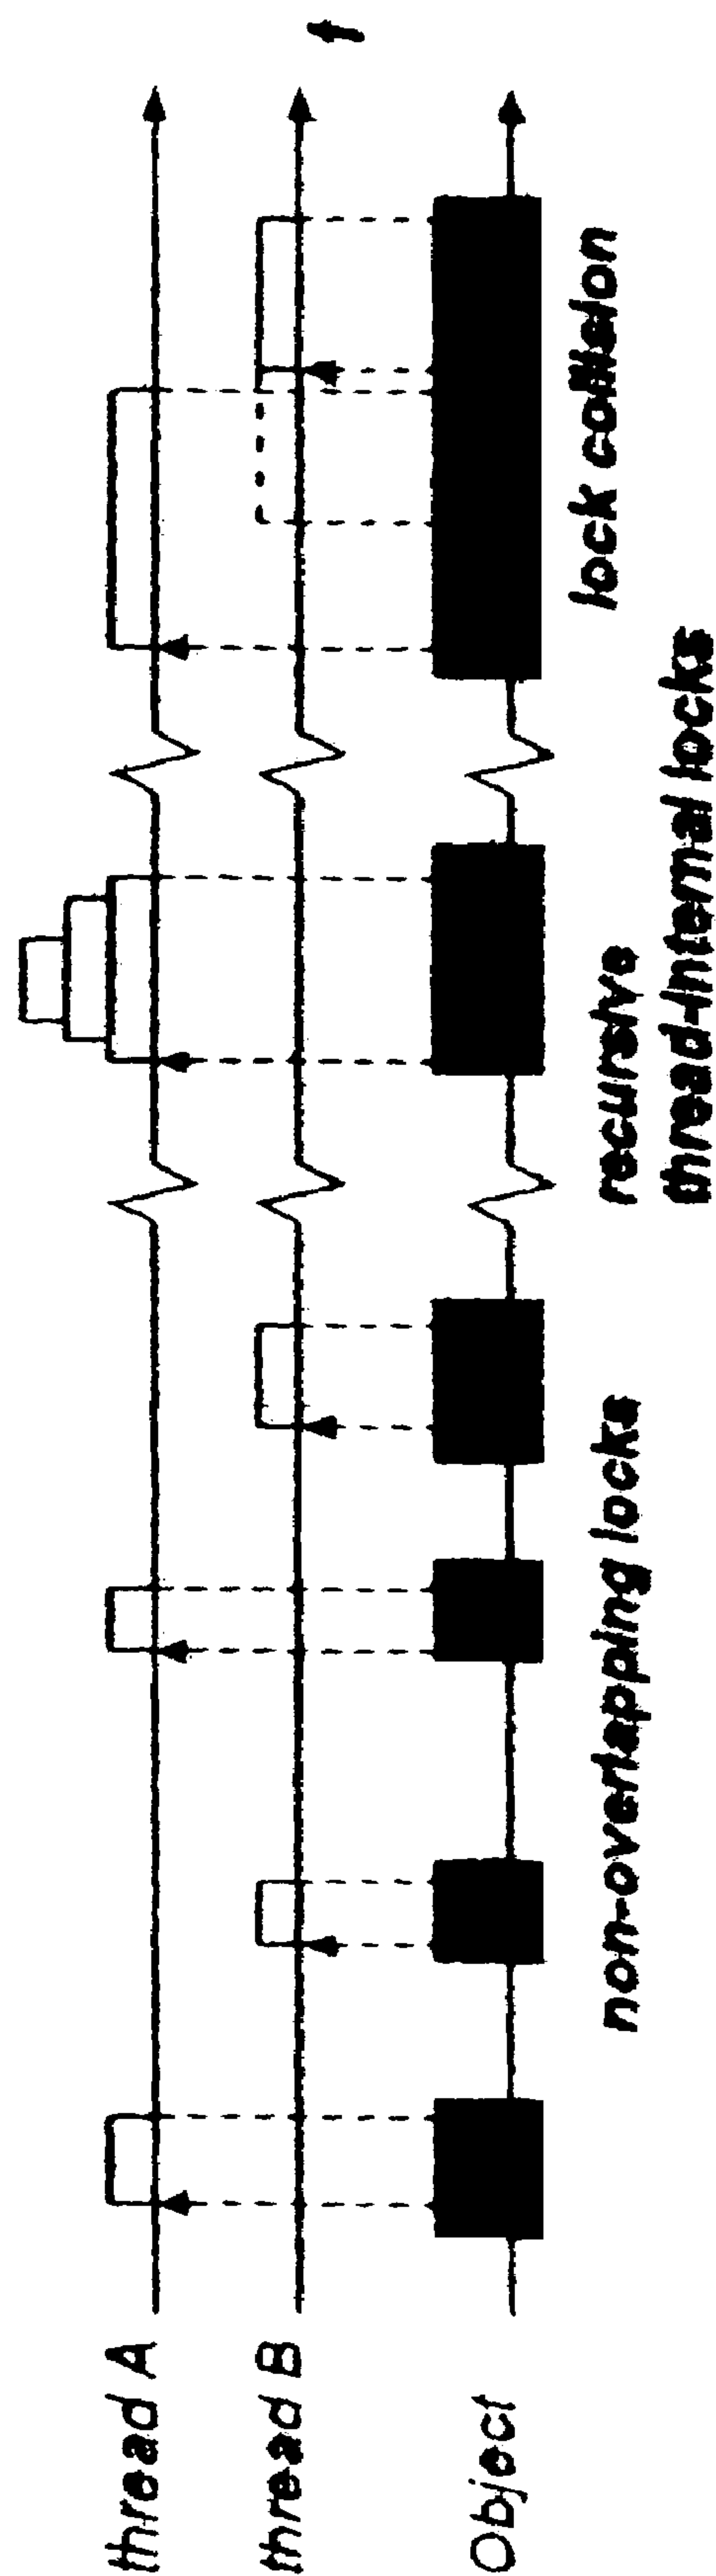 thread A
thread B
Object
t
non-overlapping locks
recursive
thread-internal locks
lock collision